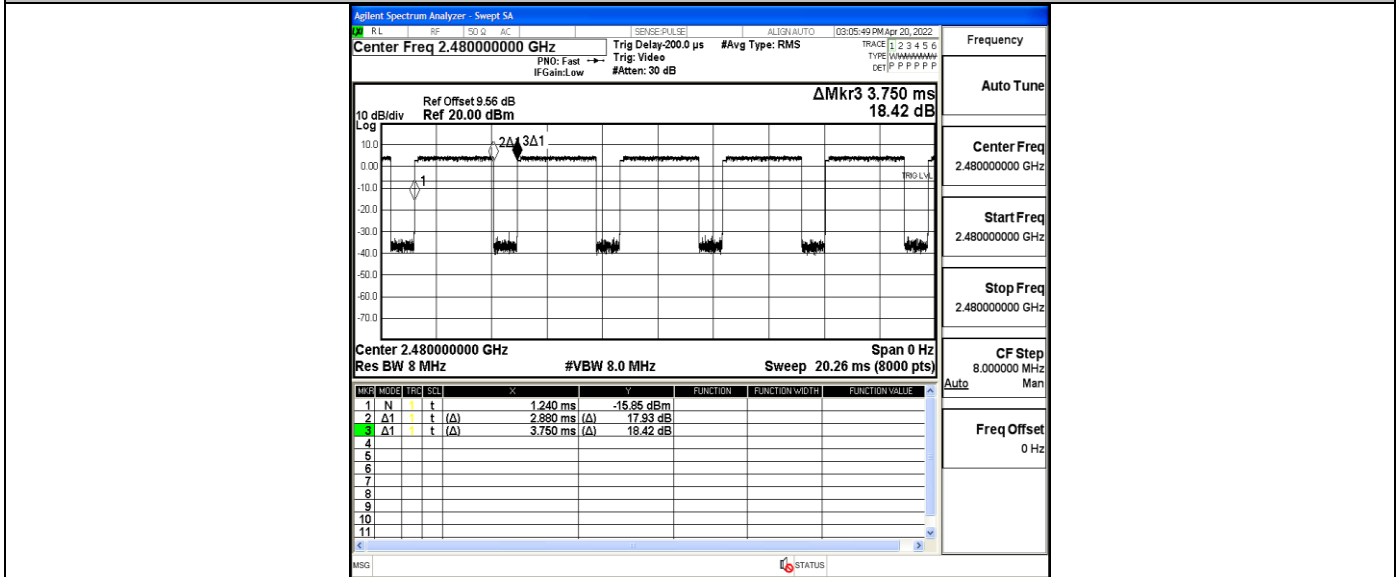 Agilent Spectrum Analyzer - Swept SA
RL RF 50 Ω AC SENSE:PULSE ALIGNAUTO 03:05:49 PM Apr 20, 2022
Center Freq 2.480000000 GHz
PNO: Fast
IFGain:Low
Trig Delay-200.0 µs
Trig: Video
#Atten: 30 dB
#Avg Type: RMS
TRACE 1 2 3 4 5 6
TYPE
DET P P P P P P
ΔMkr3 3.750 ms
18.42 dB
Ref Offset 9.56 dB
10 dB/div Ref 20.00 dBm
Log
10.0
0.00
-10.0
-20.0
-30.0
-40.0
-50.0
-60.0
-70.0
1
2Δ1
3Δ1
TRIG LVL
Center 2.480000000 GHz Span 0 Hz
Res BW 8 MHz #VBW 8.0 MHz Sweep 20.26 ms (8000 pts)
MKR MODE TRC SCL X Y FUNCTION FUNCTION WIDTH FUNCTION VALUE
1 N 1 t 1.240 ms -15.85 dBm
2 Δ1 1 t (Δ) 2.880 ms (Δ) 17.93 dB
3 Δ1 1 t (Δ) 3.750 ms (Δ) 18.42 dB
4
5
6
7
8
9
10
11
MSG STATUS
Frequency
Auto Tune
Center Freq
2.480000000 GHz
Start Freq
2.480000000 GHz
Stop Freq
2.480000000 GHz
CF Step
8.000000 MHz
Auto Man
Freq Offset
0 Hz